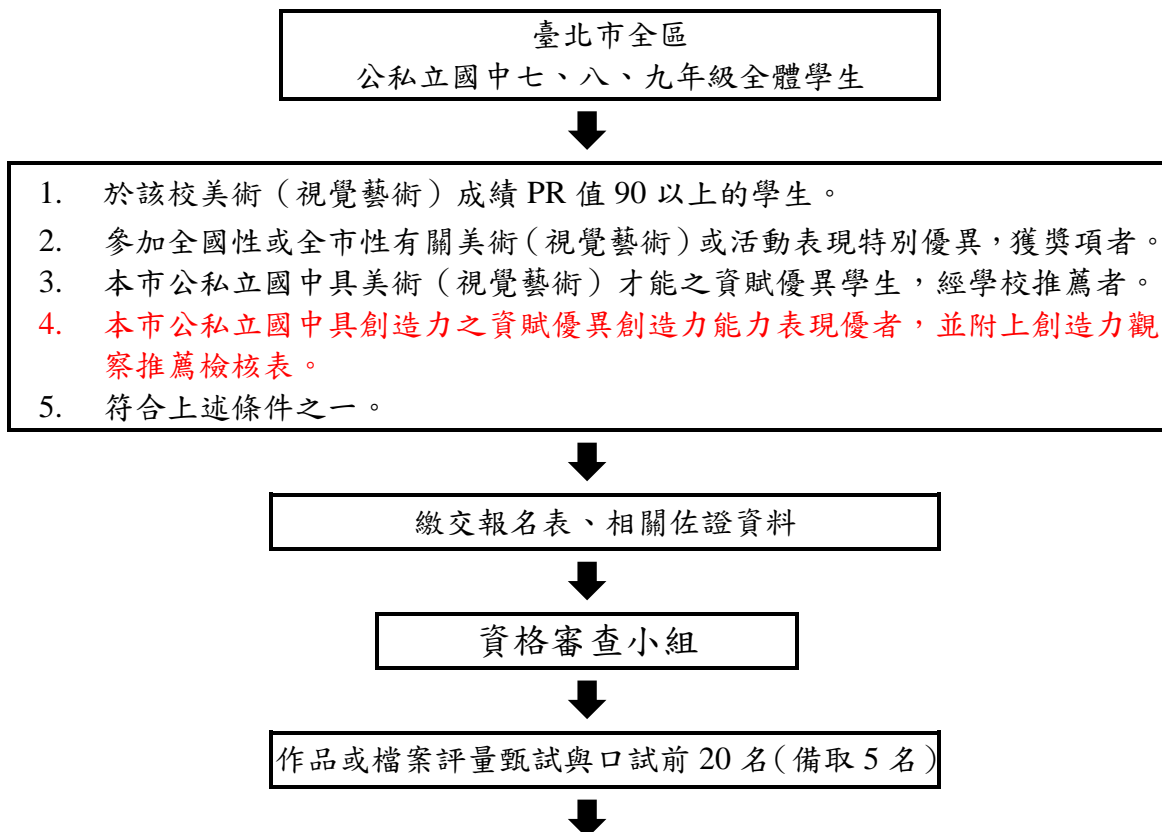 臺北市全區
公私立國中七、八、九年級全體學生
1. 於該校美術（視覺藝術）成績 PR 值 90 以上的學生。
2. 參加全國性或全市性有關美術（視覺藝術）或活動表現特別優異，獲獎項者。
3. 本市公私立國中具美術（視覺藝術）才能之資賦優異學生，經學校推薦者。
4. 本市公私立國中具創造力之資賦優異創造力能力表現優者，並附上創造力觀
察推薦檢核表。
5. 符合上述條件之一。
繳交報名表、相關佐證資料
資格審查小組
作品或檔案評量甄試與口試前 20 名（備取 5 名）